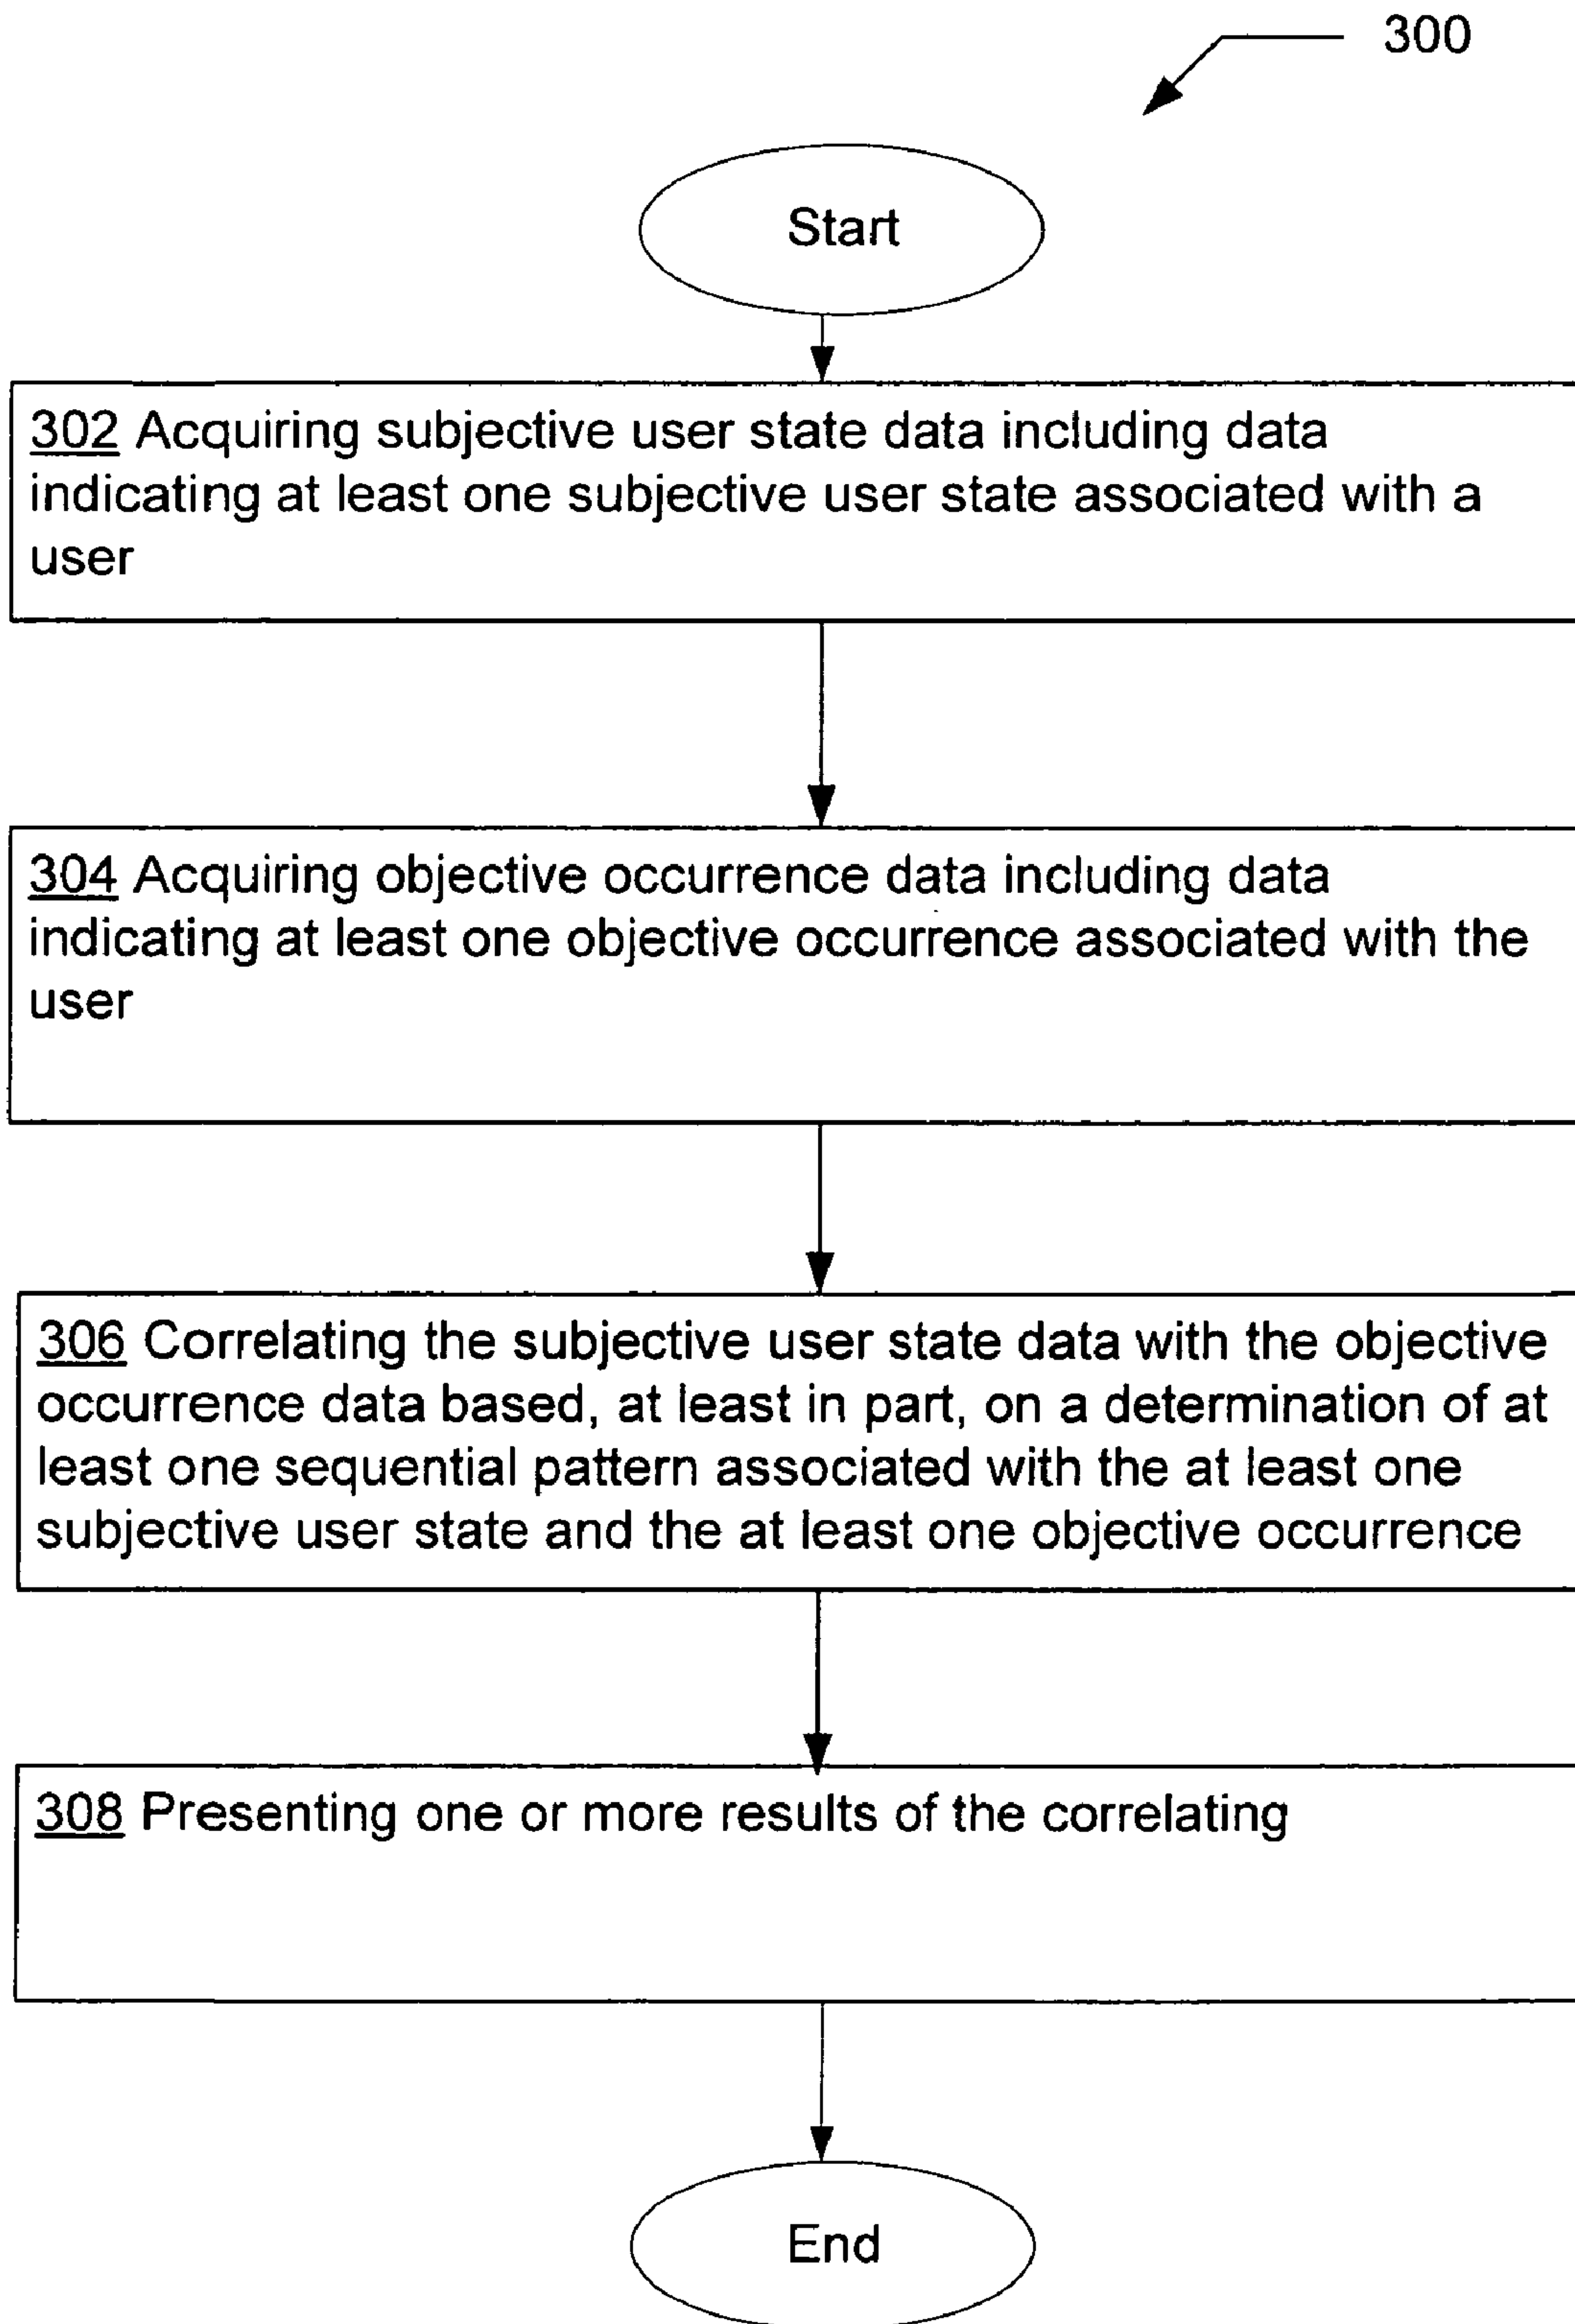 300
Start
302 Acquiring subjective user state data including data
indicating at least one subjective user state associated with a
user
304 Acquiring objective occurrence data including data
indicating at least one objective occurrence associated with the
user
306 Correlating the subjective user state data with the objective
occurrence data based, at least in part, on a determination of at
least one sequential pattern associated with the at least one
subjective user state and the at least one objective occurrence
308 Presenting one or more results of the correlating
End